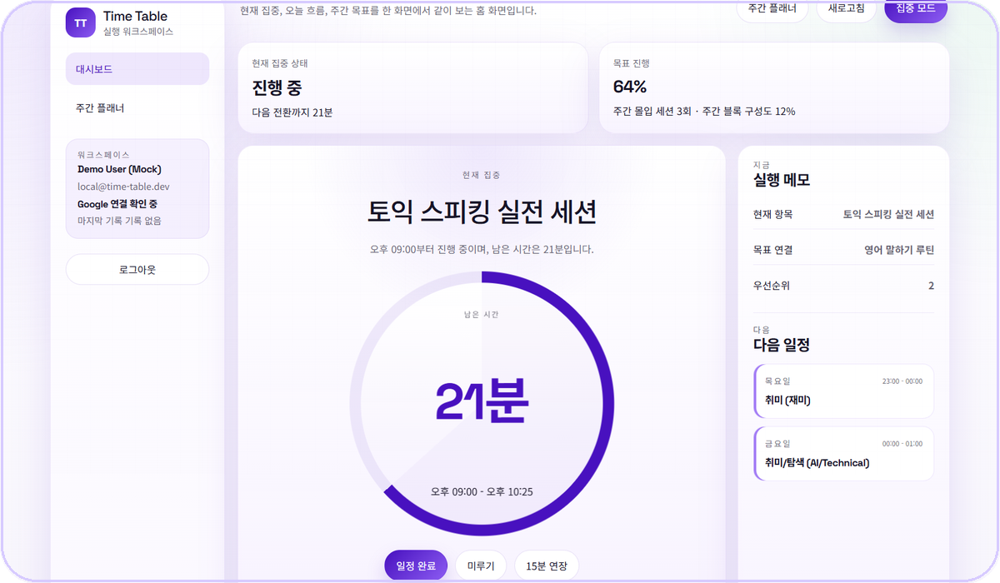 TT
Time Table
실행 워크스페이스
대시보드
주간 플래너
워크스페이스
Demo User (Mock)
local@time-table.dev
Google 연결 확인 중
마지막 기록 기록 없음
로그아웃
현재 집중, 오늘 흐름, 주간 목표를 한 화면에서 같이 보는 홈 화면입니다.
주간 플래너
새로고침
집중 모드
현재 집중 상태
진행 중
다음 전환까지 21분
목표 진행
64%
주간 몰입 세션 3회 · 주간 블록 구성도 12%
현재 집중
토익 스피킹 실전 세션
오후 09:00부터 진행 중이며, 남은 시간은 21분입니다.
남은 시간
21분
오후 09:00 - 오후 10:25
일정 완료
미루기
15분 연장
지금
실행 메모
현재 항목
토익 스피킹 실전 세션
목표 연결
영어 말하기 루틴
우선순위
2
다음
다음 일정
목요일
23:00 - 00:00
취미 (재미)
금요일
00:00 - 01:00
취미/탐색 (AI/Technical)